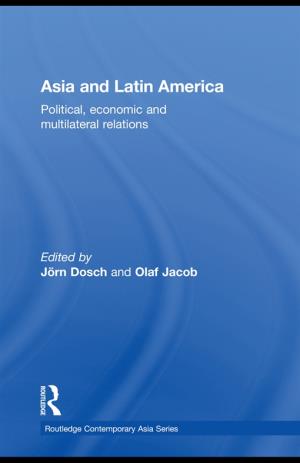 Asia and Latin America
Political, economic and
multilateral relations
Edited by
Jörn Dosch and Olaf Jacob
ROUTLEDGE
Routledge Contemporary Asia Series